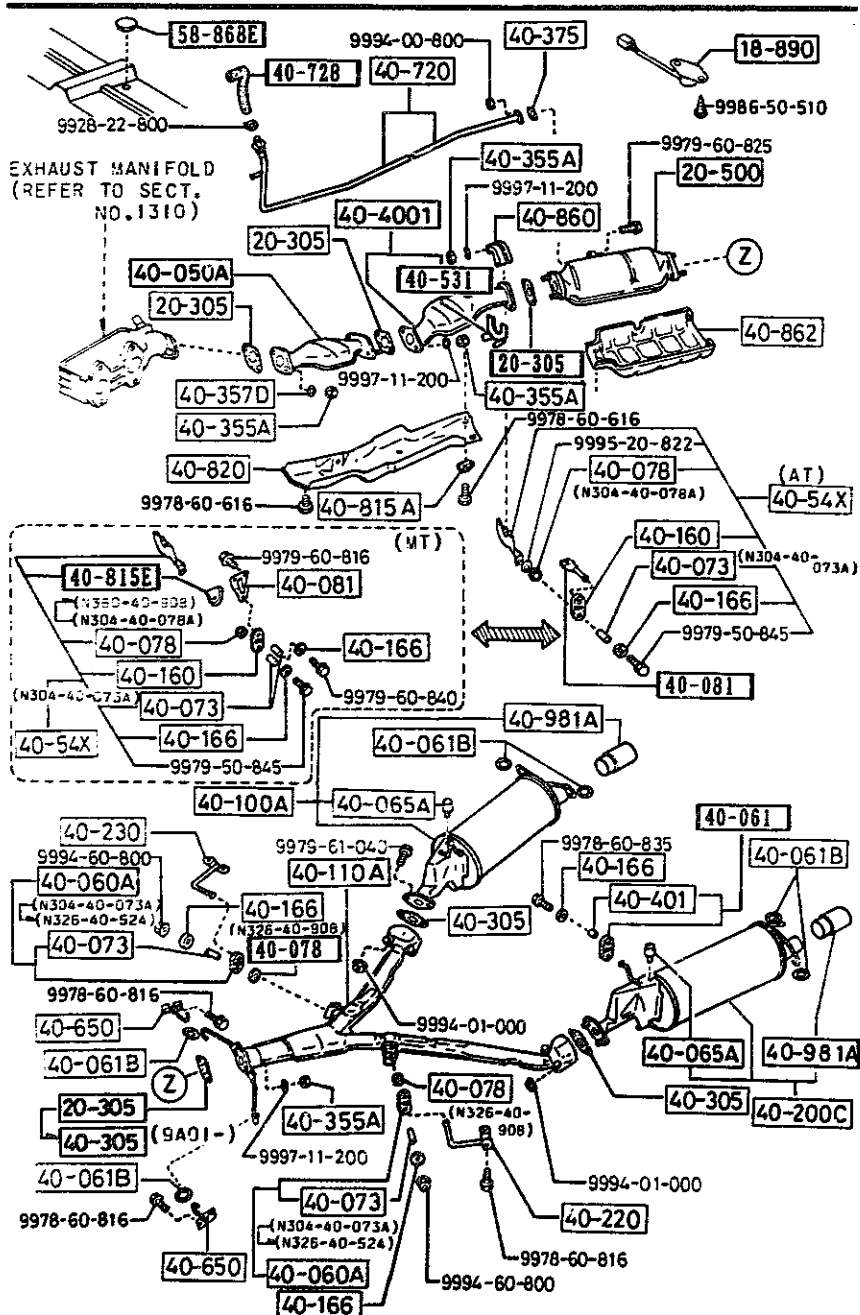 58-868E
9994-00-800
40-375
18-890
40-728
40-720
9986-50-510
9928-22-800
9979-60-825
EXHAUST MANIFOLD
(REFER TO SECT.
NO.1310)
40-355A
20-500
9997-11-200
40-4001
40-860
20-305
Z
40-050A
40-531
20-305
40-862
9997-11-200
20-305
40-357D
40-355A
40-355A
9978-60-616
9995-20-822
40-820
40-078
(AT)
(N304-40-078A)
40-54X
9978-60-616
40-815A
(MT)
40-160
9979-60-816
40-073
(N304-40-
073A)
40-815E
40-081
40-166
(N304-40-078A)
40-078
40-166
9979-50-845
40-160
40-073
9979-60-840
40-081
40-54X
40-166
9979-50-845
40-981A
40-061B
40-100A
40-065A
40-061
40-230
9979-61-040
9978-60-835
9994-60-800
40-110A
40-166
40-061B
40-060A
(N304-40-073A)
(N326-40-524)
40-166
40-401
(N326-40-908)
40-305
40-073
40-078
9978-60-816
40-650
9994-01-000
40-061B
40-065A
40-981A
Z
40-078
20-305
40-355A
(N326-40-
908)
40-305
40-200C
40-305
(9A01-)
9997-11-200
40-061B
9994-01-000
40-073
9978-60-816
40-220
(N304-40-073A)
(N326-40-524)
9978-60-816
40-650
40-060A
9994-60-800
40-166